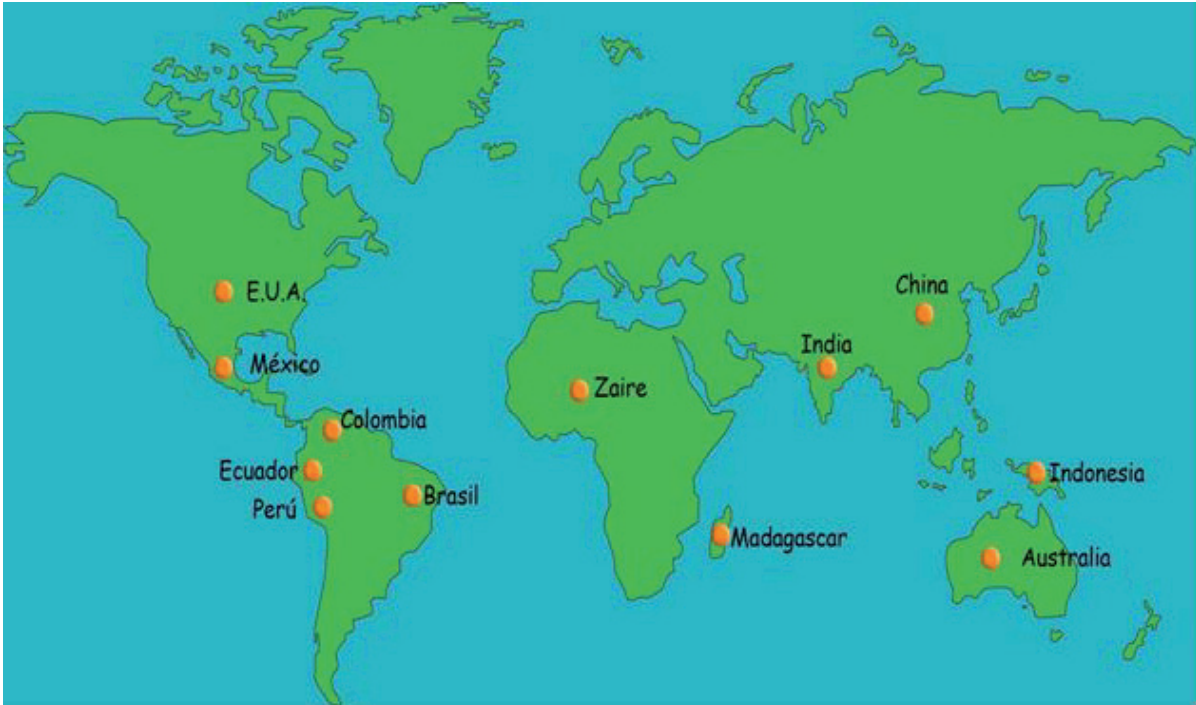 E.U.A.
México
Colombia
Ecuador
Perú
Brasil
Zaire
Madagascar
India
China
Indonesia
Australia